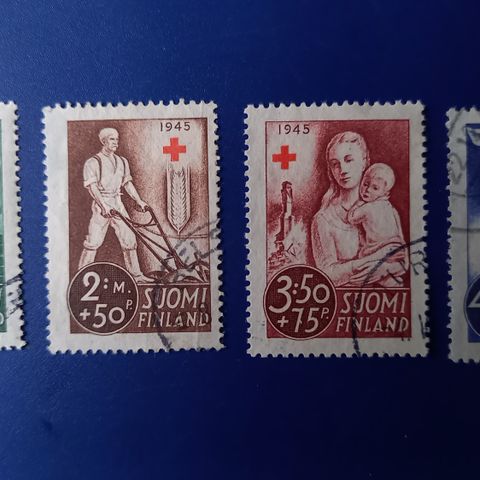 1945
2:M.
+50P.
SUOMI
FINLAND
1945
3:50
+75P.
SUOMI
FINLAND